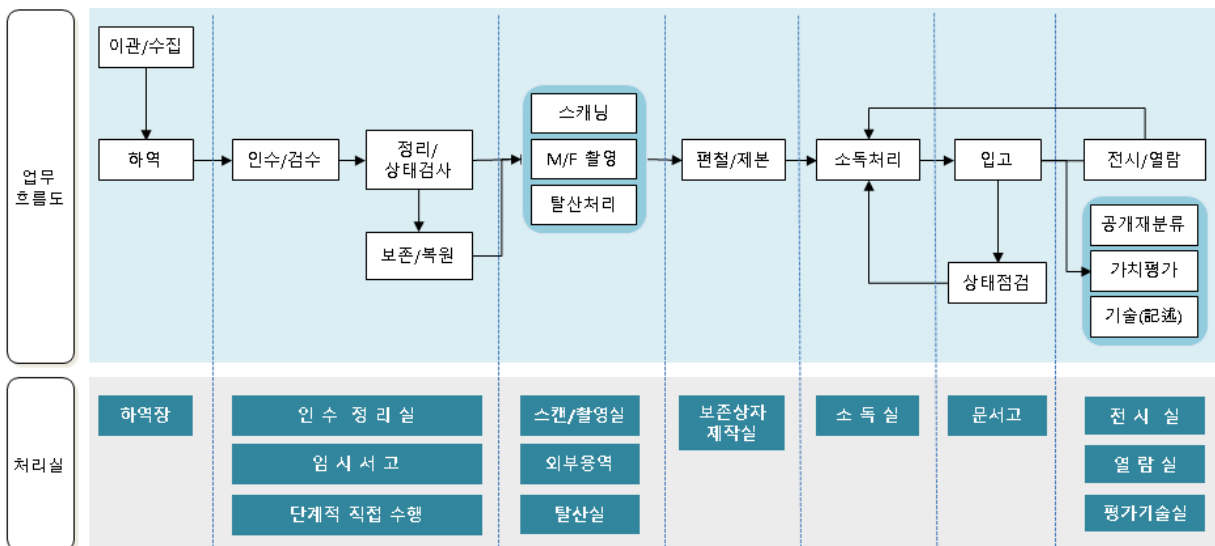 업무
흐름도
이관/수집
하역
인수/검수
정리/
상태검사
보존/복원
스캐닝
M/F 촬영
탈산처리
편철/제본
소독처리
입고
상태점검
전시/열람
공개재분류
가치평가
기술(記述)
처리실
하역장
인 수 정 리 실
임 시 서 고
단계적 직접 수행
스캔/촬영실
외부용역
탈산실
보존상자
제작실
소 독 실
문서고
전 시 실
열 람 실
평가기술실